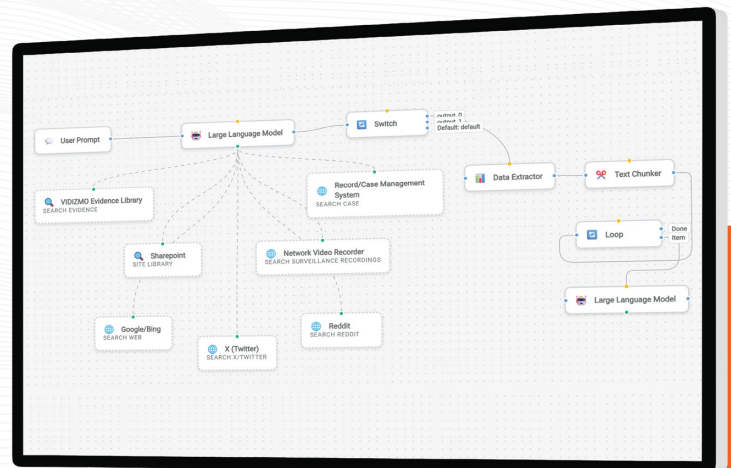 User Prompt
Large Language Model
Switch
output_0
output_1
Default: default
Data Extractor
Text Chunker
Loop
Done
Item
Large Language Model
VIDIZMO Evidence Library
SEARCH EVIDENCE
Record/Case Management
System
SEARCH CASE
Sharepoint
SITE LIBRARY
Network Video Recorder
SEARCH SURVEILLANCE RECORDINGS
Google/Bing
SEARCH WEB
X (Twitter)
SEARCH X/TWITTER
Reddit
SEARCH REDDIT